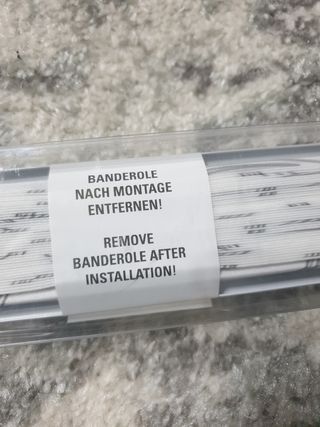 BANDEROLE
NACH MONTAGE
ENTFERNEN!
REMOVE
BANDEROLE AFTER
INSTALLATION!